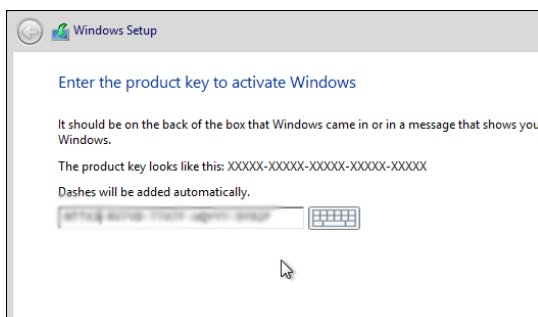 Windows Setup
Enter the product key to activate Windows
It should be on the back of the box that Windows came in or in a message that shows you
Windows.
The product key looks like this: XXXXX-XXXXX-XXXXX-XXXXX-XXXXX
Dashes will be added automatically.